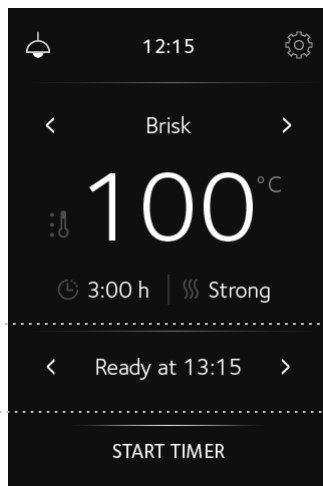 12:15
Brisk
100 °C
3:00 h Strong
Ready at 13:15
START TIMER